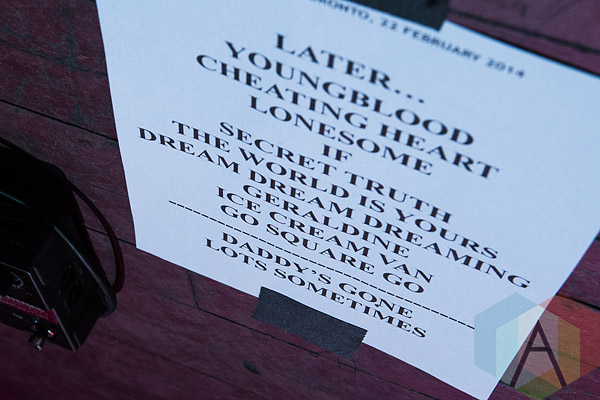 22 FEBRUARY 2014
LATER...
YOUNGBLOOD
CHEATING HEART
LONESOME
IF
SECRET TRUTH
THE WORLD IS YOURS
DREAM DREAM DREAMING
GERALDINE
ICE CREAM VAN
GO SQUARE GO
DADDY'S GONE
LOTS SOMETIMES
A